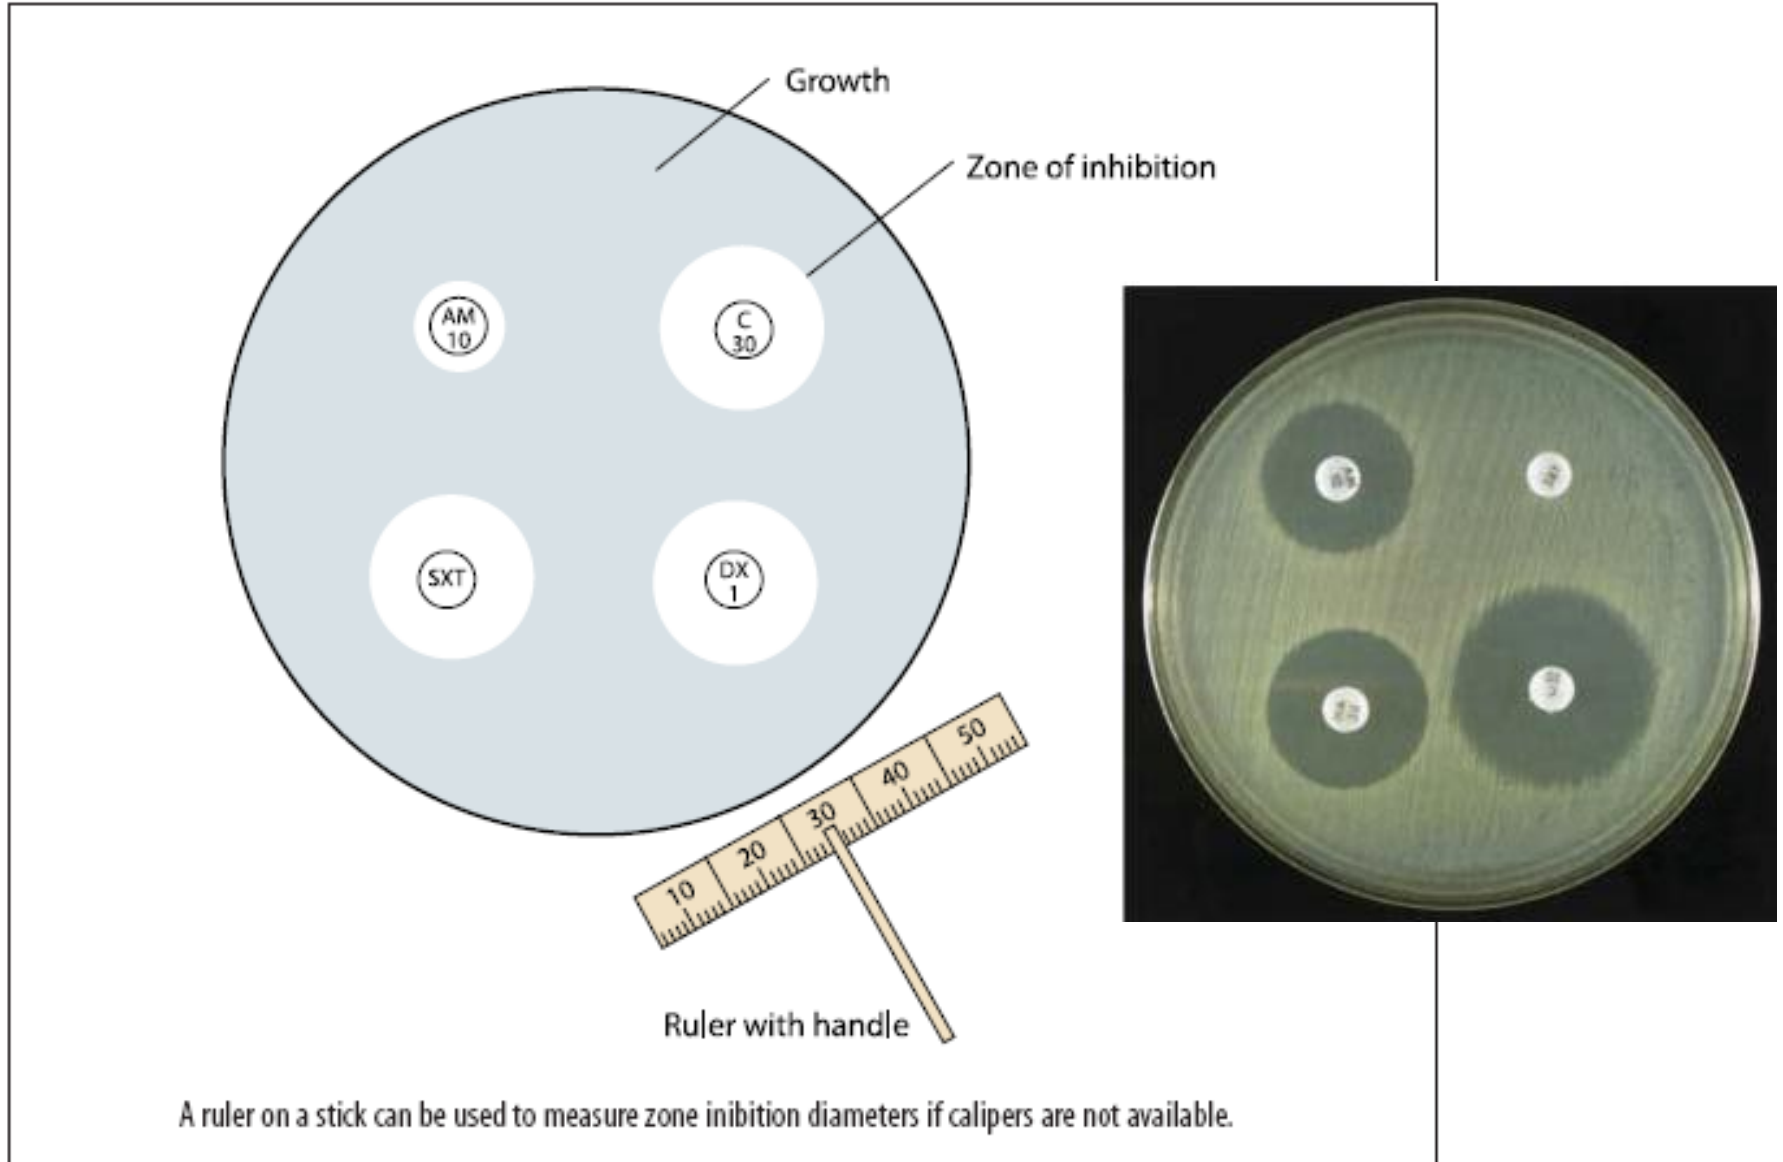 Growth
Zone of inhibition
AM
10
C
30
SXT
DX
1
10 20 30 40 50
Ruler with handle
A ruler on a stick can be used to measure zone inibition diameters if calipers are not available.